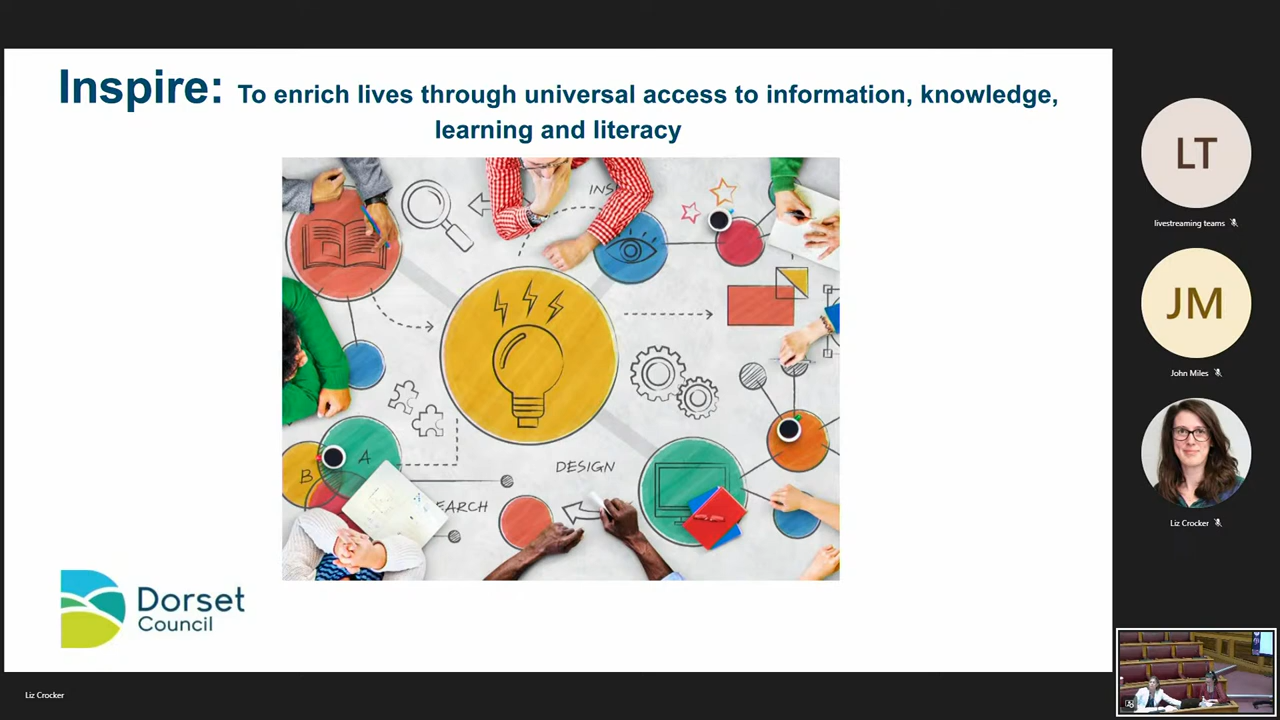 Inspire: To enrich lives through universal access to information, knowledge,
learning and literacy
A
B
DESIGN
Dorset
Council
LT
livestreaming teams
JM
John Miles
Liz Crocker
Liz Crocker